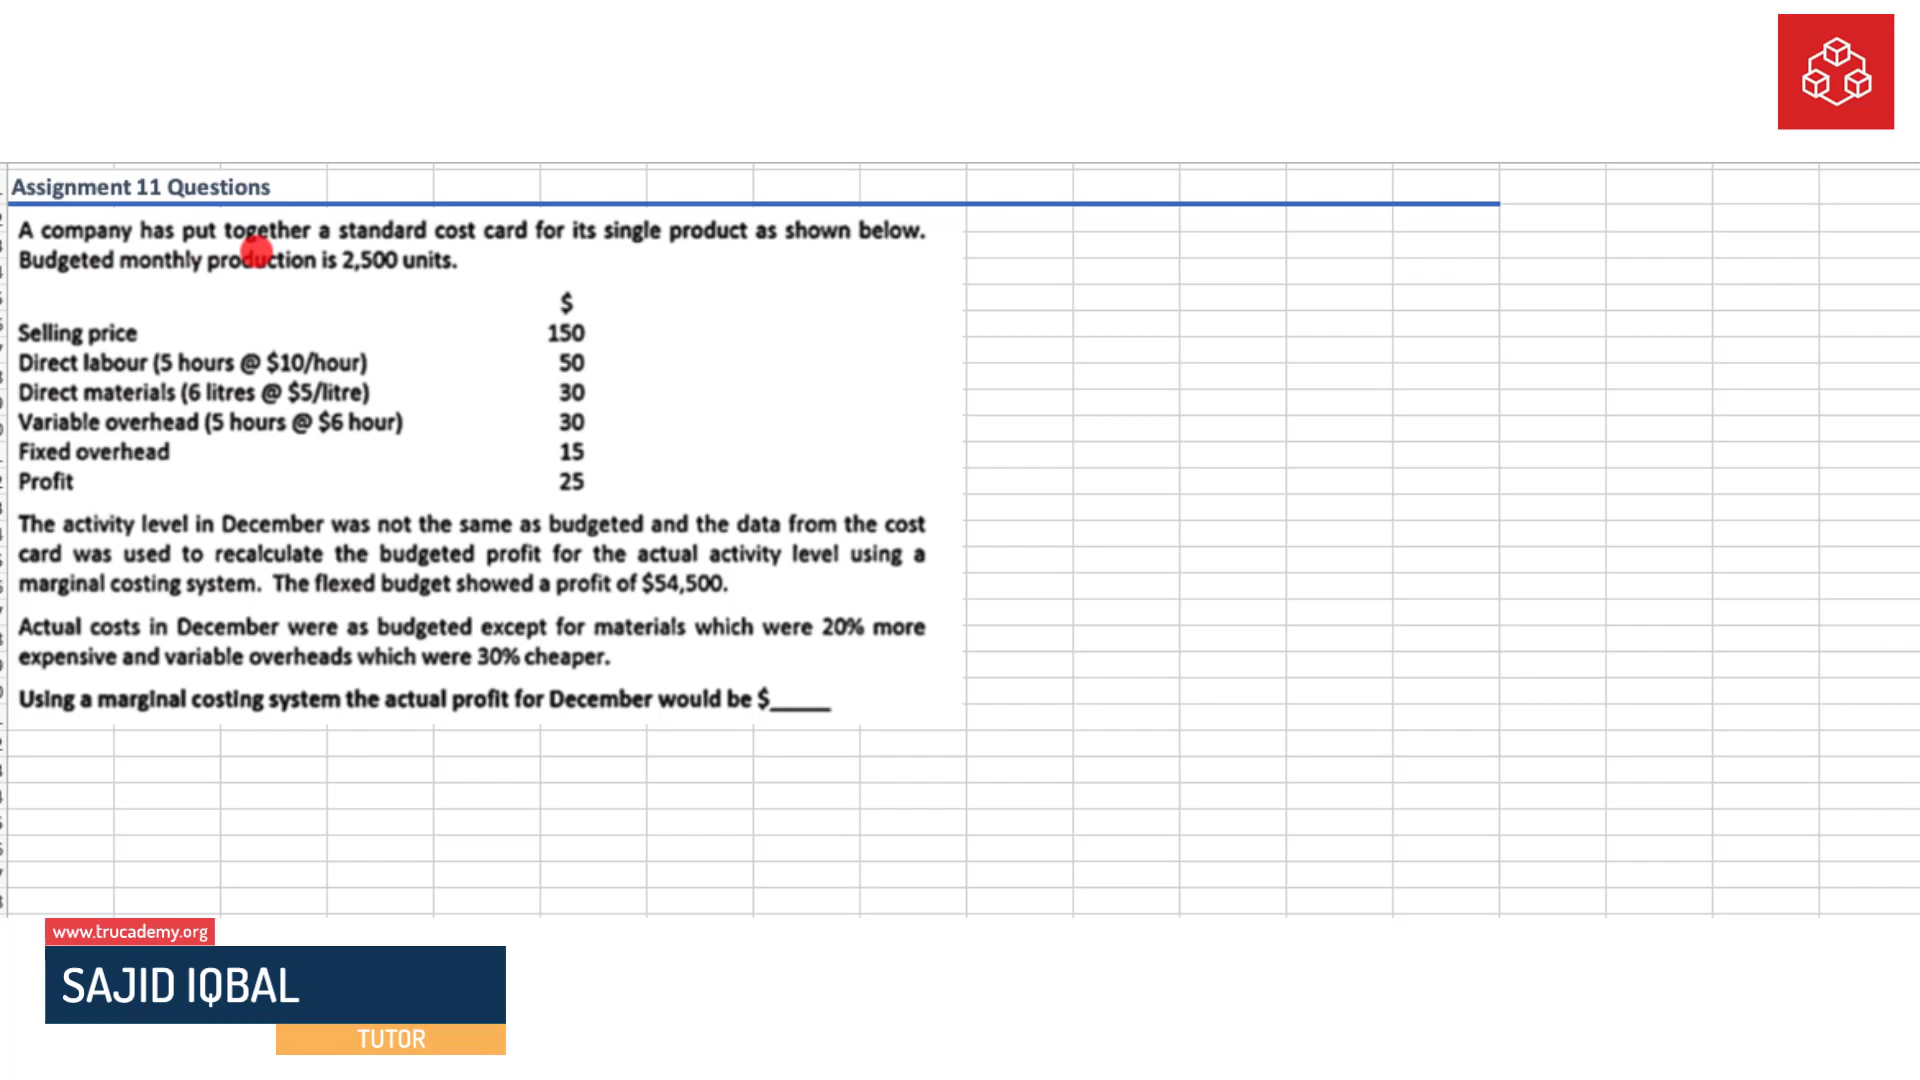 Assignment 11 Questions
A company has put together a standard cost card for its single product as shown below.
Budgeted monthly production is 2,500 units.
$
Selling price 150
Direct labour (5 hours @ $10/hour) 50
Direct materials (6 litres @ $5/litre) 30
Variable overhead (5 hours @ $6 hour) 30
Fixed overhead 15
Profit 25
The activity level in December was not the same as budgeted and the data from the cost
card was used to recalculate the budgeted profit for the actual activity level using a
marginal costing system. The flexed budget showed a profit of $54,500.
Actual costs in December were as budgeted except for materials which were 20% more
expensive and variable overheads which were 30% cheaper.
Using a marginal costing system the actual profit for December would be $_____
www.trucademy.org
SAJID IQBAL
TUTOR